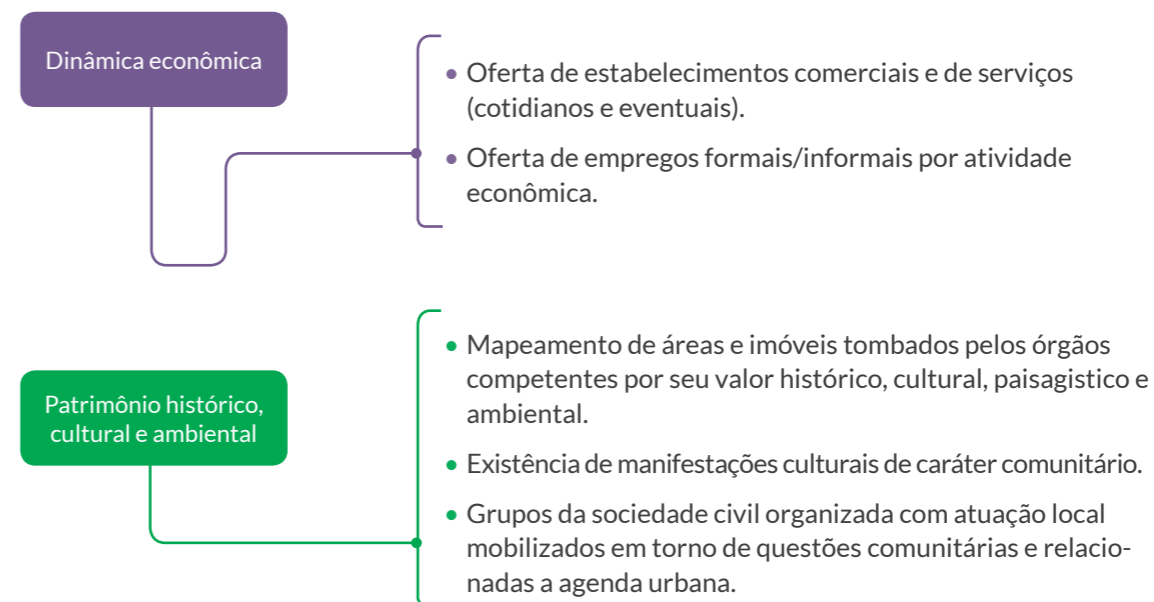 Dinâmica econômica
• Oferta de estabelecimentos comerciais e de serviços
(cotidianos e eventuais).
• Oferta de empregos formais/informais por atividade
econômica.
Patrimônio histórico,
cultural e ambiental
• Mapeamento de áreas e imóveis tombados pelos órgãos
competentes por seu valor histórico, cultural, paisagistico e
ambiental.
• Existência de manifestações culturais de caráter comunitário.
• Grupos da sociedade civil organizada com atuação local
mobilizados em torno de questões comunitárias e relacio-
nadas a agenda urbana.